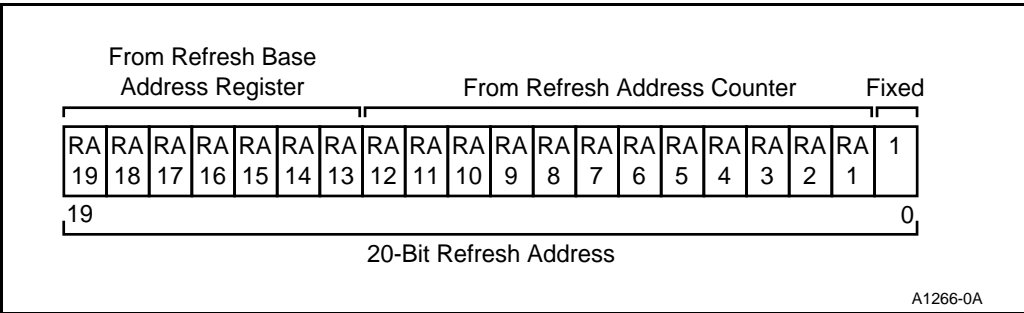 From Refresh Base
Address Register
From Refresh Address Counter
Fixed
RA RA RA RA RA RA RA RA RA RA RA RA RA RA RA RA RA RA RA 1
19 18 17 16 15 14 13 12 11 10 9 8 7 6 5 4 3 2 1
19 0
20-Bit Refresh Address
A1266-0A